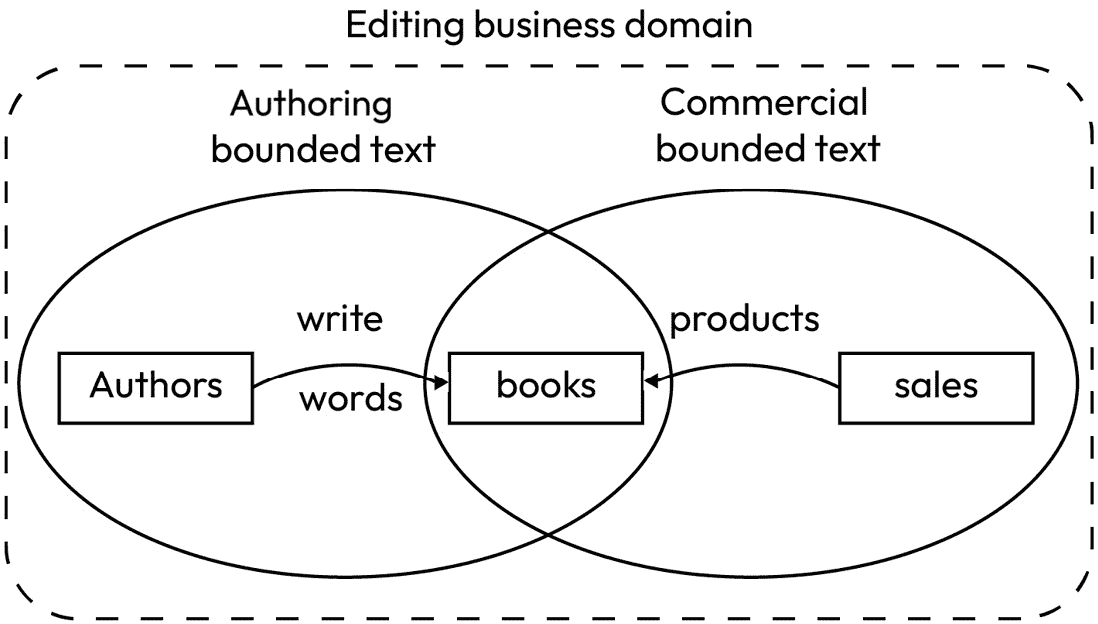 Editing business domain
Authoring
bounded text
Commercial
bounded text
write
products
Authors
books
sales
words